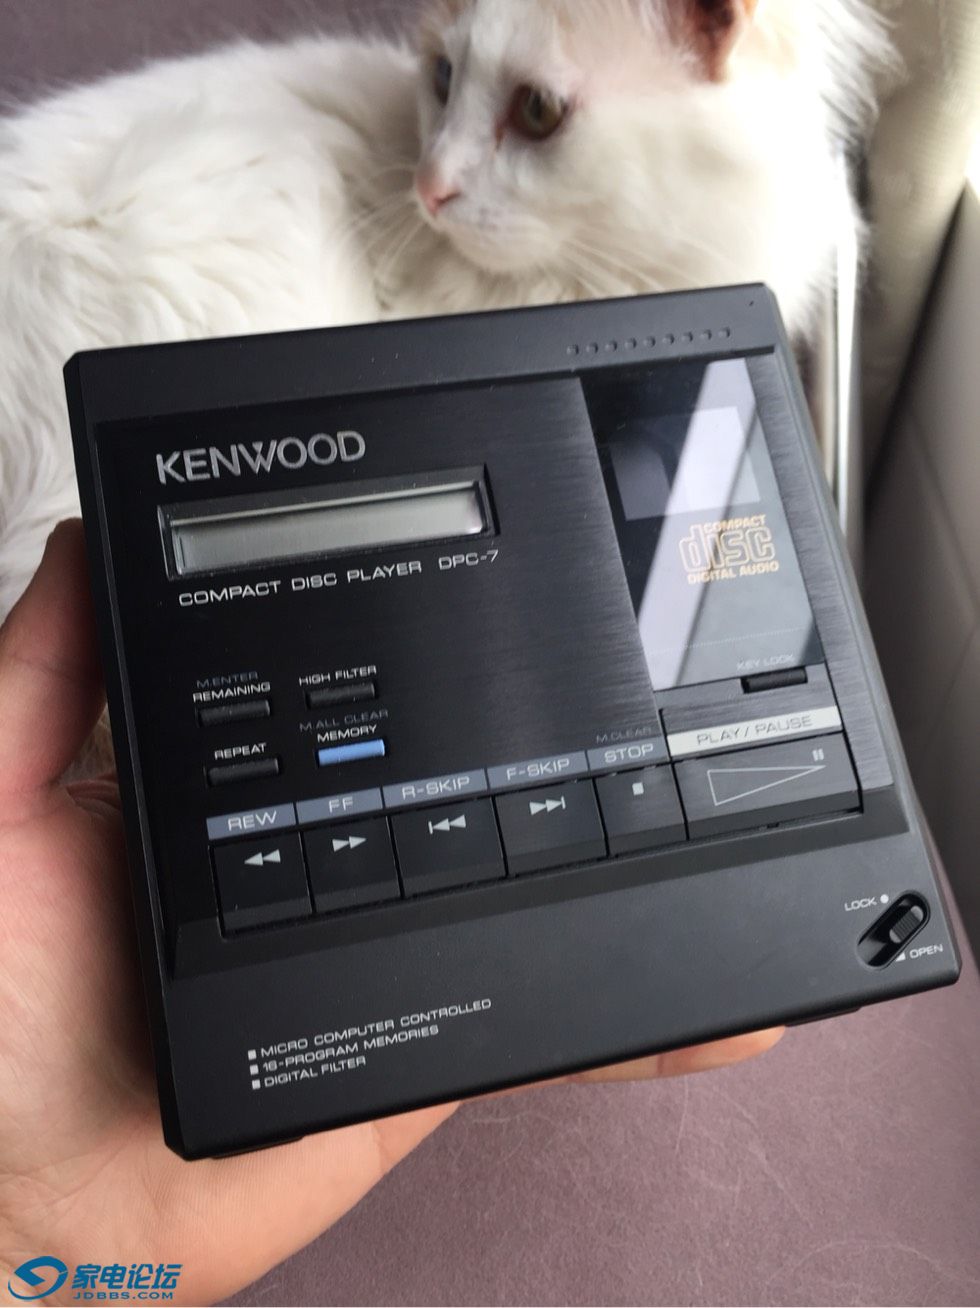 KENWOOD
COMPACT DISC PLAYER DPC-7
COMPACT
disc
DIGITAL AUDIO
KEY LOCK
M.ENTER
REMAINING
HIGH FILTER
M.ALL CLEAR
MEMORY
REPEAT
M.CLEAR
REW
FF
R-SKIP
F-SKIP
STOP
PLAY / PAUSE
LOCK
OPEN
MICRO COMPUTER CONTROLLED
16-PROGRAM MEMORIES
DIGITAL FILTER
家电论坛
JDBBS.COM